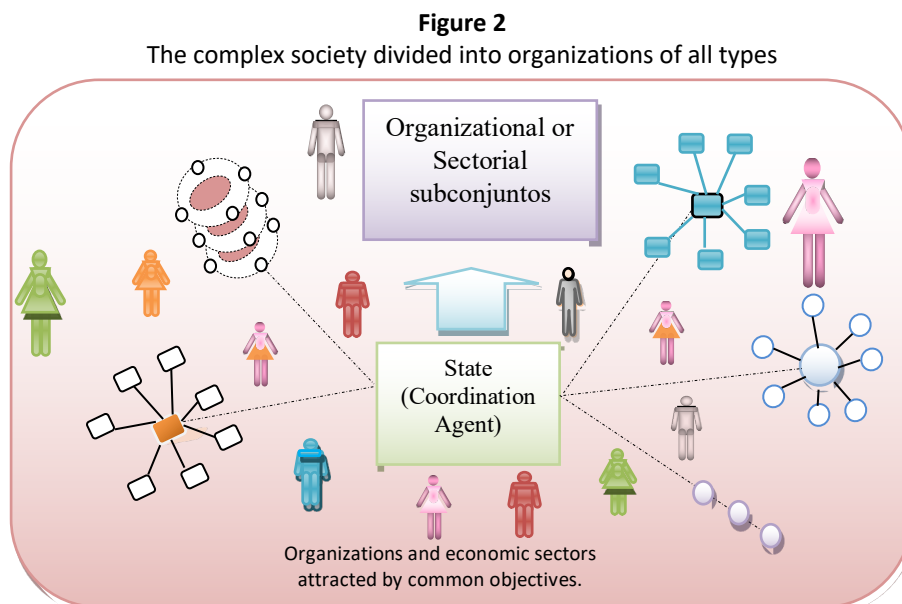 Figure 2
The complex society divided into organizations of all types
Organizational or
Sectorial
subconjuntos
State
(Coordination
Agent)
Organizations and economic sectors
attracted by common objectives.